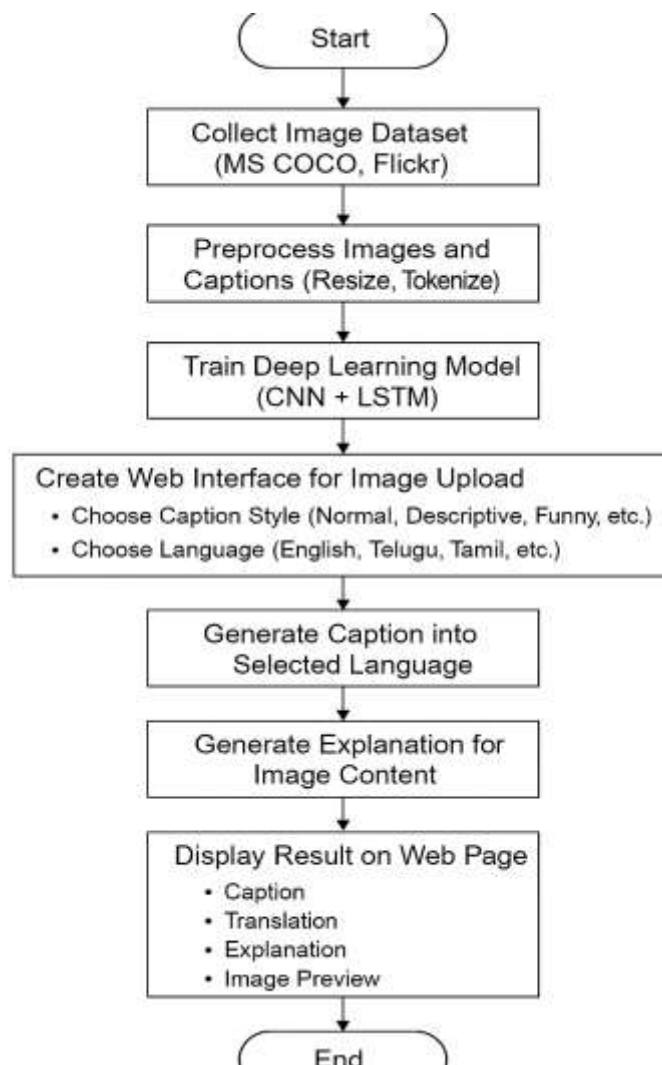 Start
Collect Image Dataset
(MS COCO, Flickr)
Preprocess Images and
Captions (Resize, Tokenize)
Train Deep Learning Model
(CNN + LSTM)
Create Web Interface for Image Upload
• Choose Caption Style (Normal, Descriptive, Funny, etc.)
• Choose Language (English, Telugu, Tamil, etc.)
Generate Caption into
Selected Language
Generate Explanation for
Image Content
Display Result on Web Page
• Caption
• Translation
• Explanation
• Image Preview
End